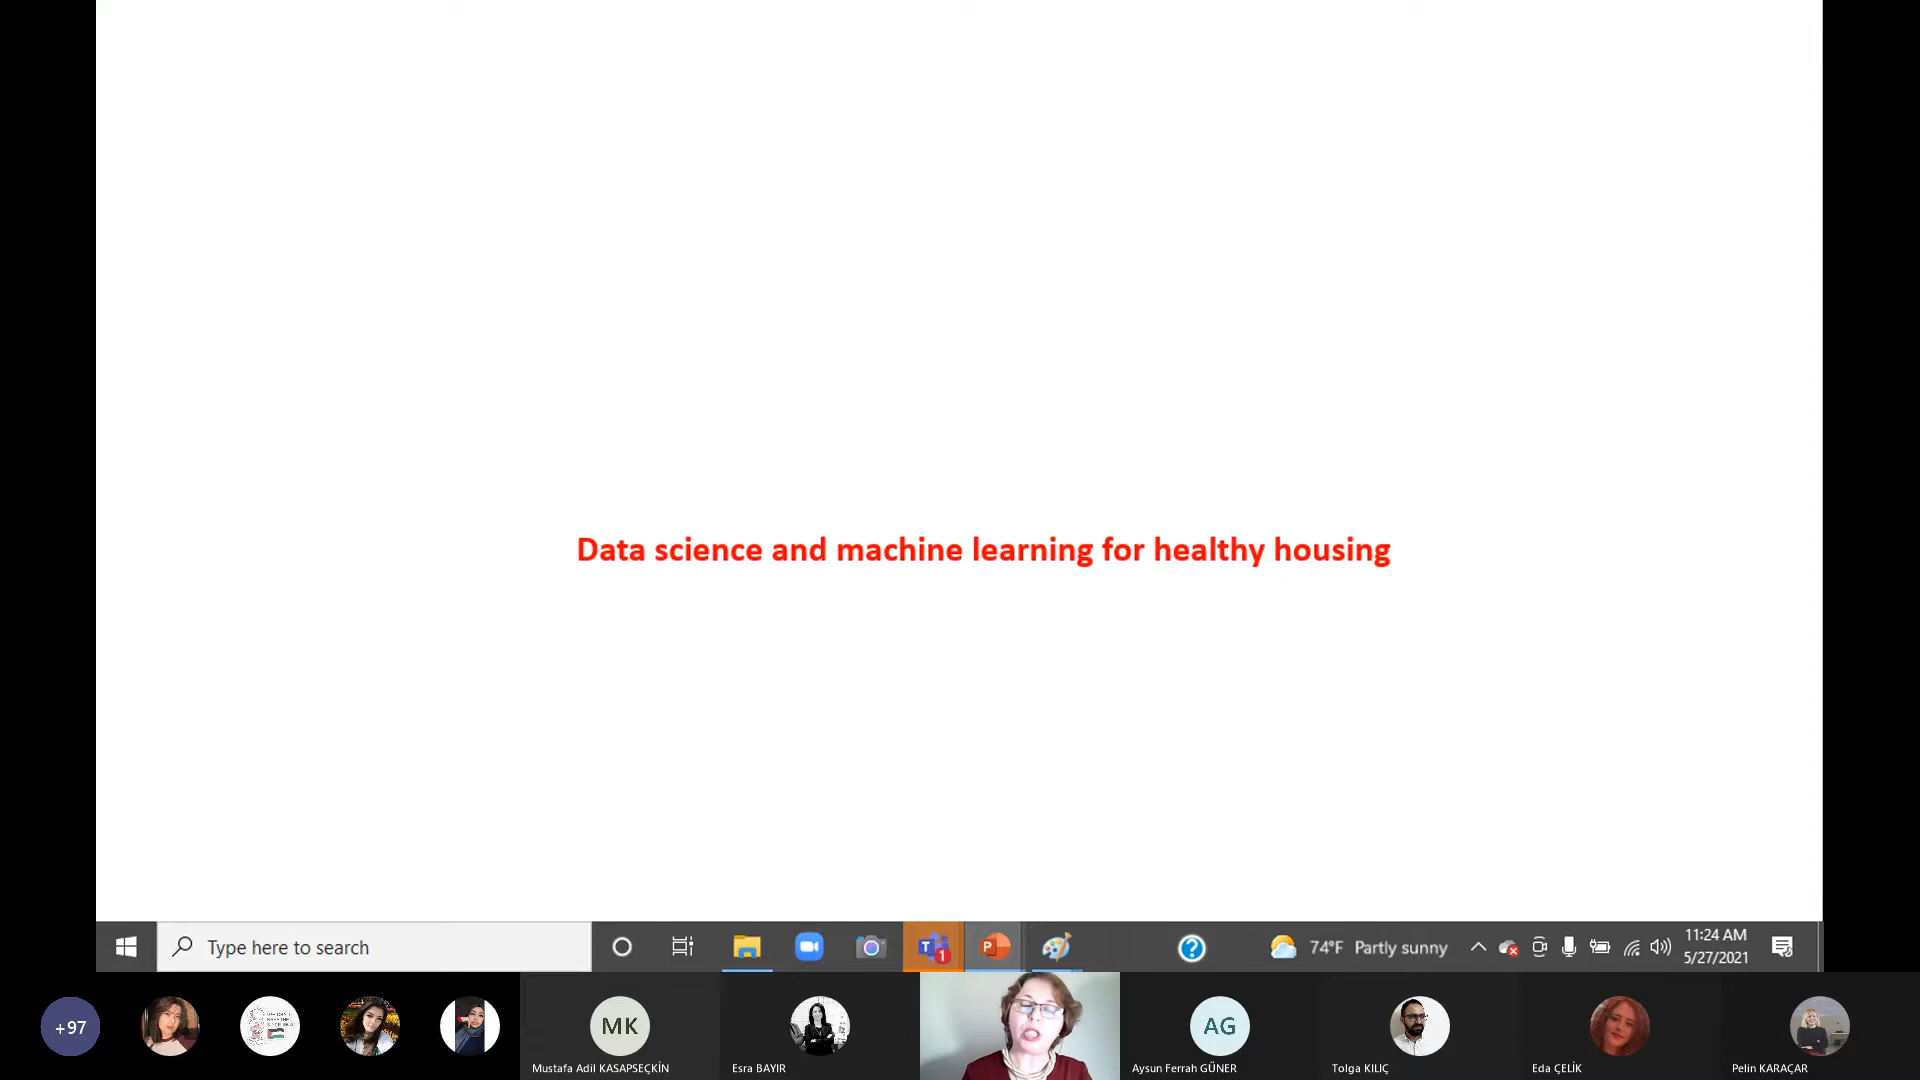 Data science and machine learning for healthy housing
Type here to search
T
1
P
?
74°F Partly sunny
11:24 AM
5/27/2021
+97
MK
AG
Mustafa Adil KASAPSEÇKİN
Esra BAYIR
Aysun Ferrah GÜNER
Tolga KILIÇ
Eda ÇELİK
Pelin KARAÇAR